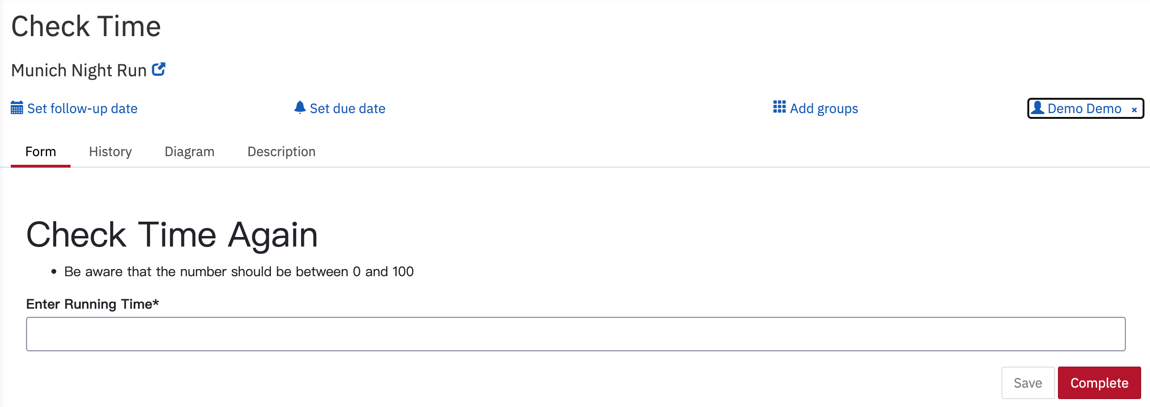 Check Time
Munich Night Run
Set follow-up date Set due date Add groups Demo Demo ×
Form History Diagram Description
Check Time Again
• Be aware that the number should be between 0 and 100
Enter Running Time*
Save Complete